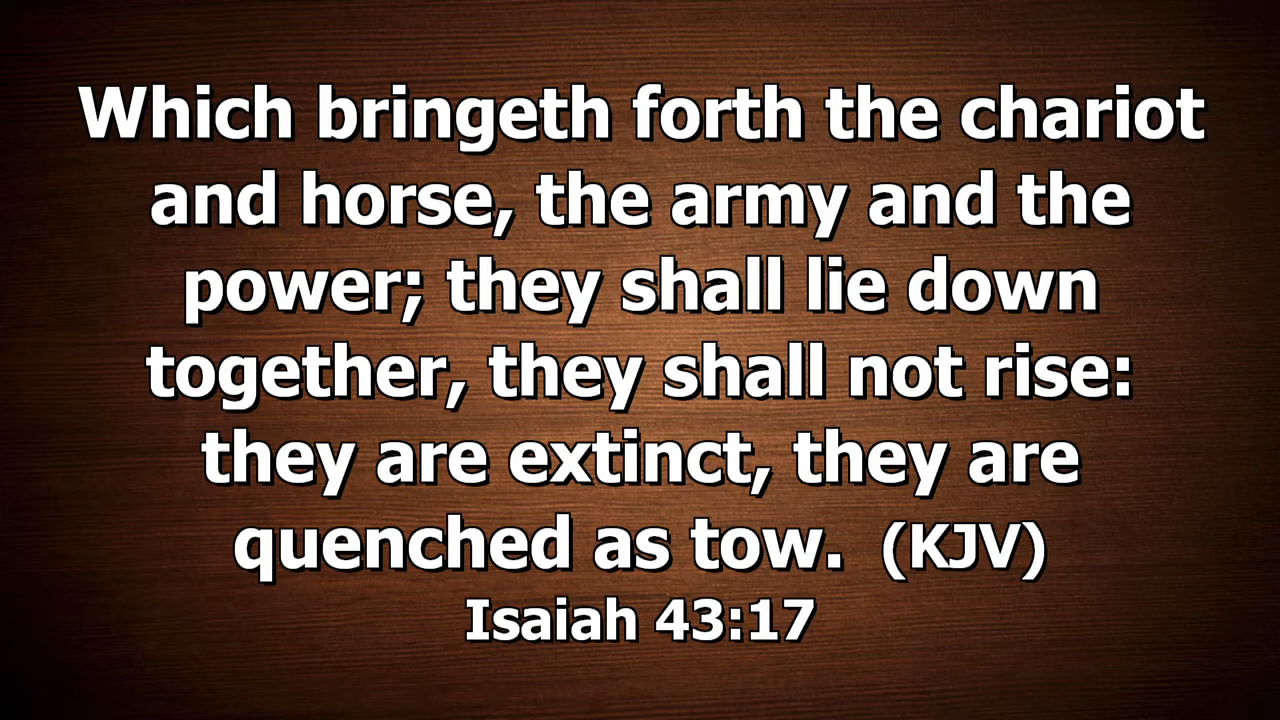 Which bringeth forth the chariot
and horse, the army and the
power; they shall lie down
together, they shall not rise:
they are extinct, they are
quenched as tow. (KJV)
Isaiah 43:17